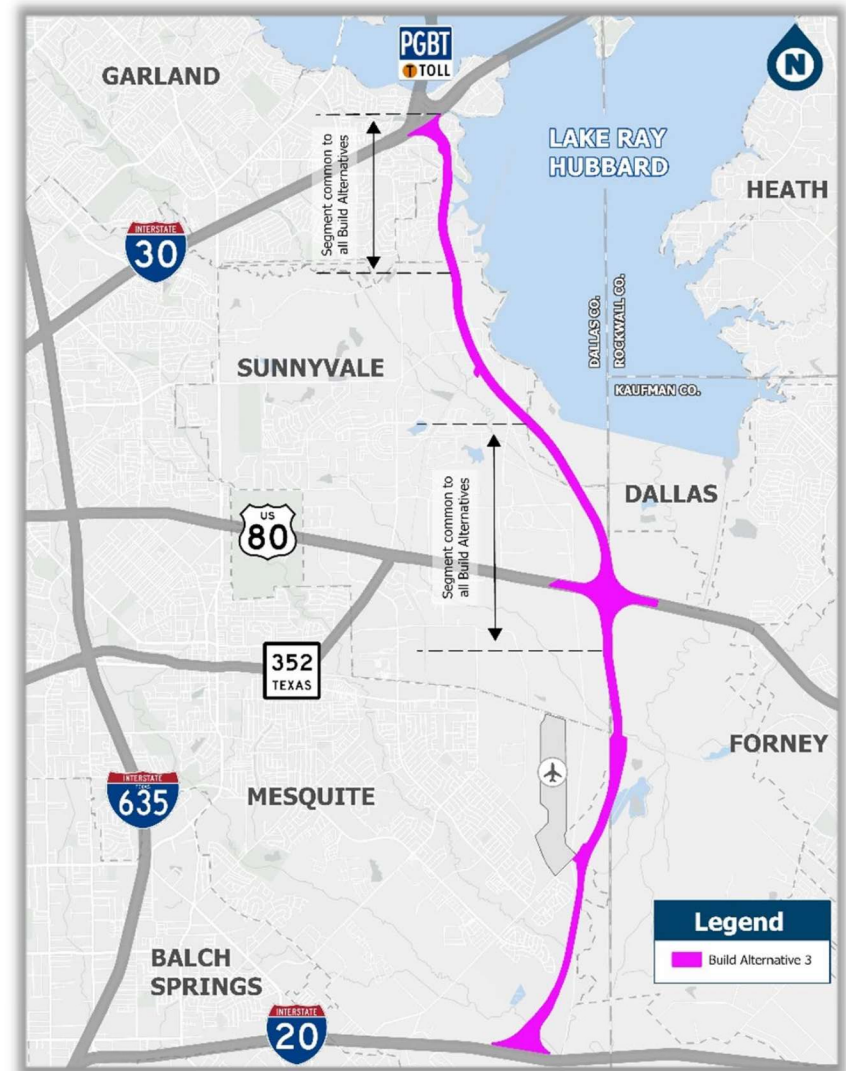 PGBT
T TOLL
N
GARLAND
Segment common to
all Build Alternatives
LAKE RAY
HUBBARD
HEATH
INTERSTATE
30
DALLAS CO.
ROCKWALL CO.
SUNNYVALE
KAUFMAN CO.
Segment common to
all Build Alternatives
DALLAS
US
80
352
TEXAS
FORNEY
INTERSTATE
TEXAS
635
MESQUITE
Legend
Build Alternative 3
BALCH
SPRINGS
INTERSTATE
20